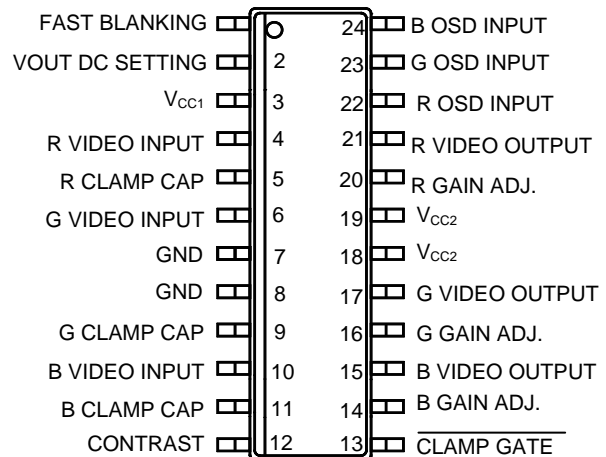 FAST BLANKING 24 B OSD INPUT
VOUT DC SETTING 2 23 G OSD INPUT
VCC1 3 22 R OSD INPUT
R VIDEO INPUT 4 21 R VIDEO OUTPUT
R CLAMP CAP 5 20 R GAIN ADJ.
G VIDEO INPUT 6 19 VCC2
GND 7 18 VCC2
GND 8 17 G VIDEO OUTPUT
G CLAMP CAP 9 16 G GAIN ADJ.
B VIDEO INPUT 10 15 B VIDEO OUTPUT
B CLAMP CAP 11 14 B GAIN ADJ.
CONTRAST 12 13 CLAMP GATE